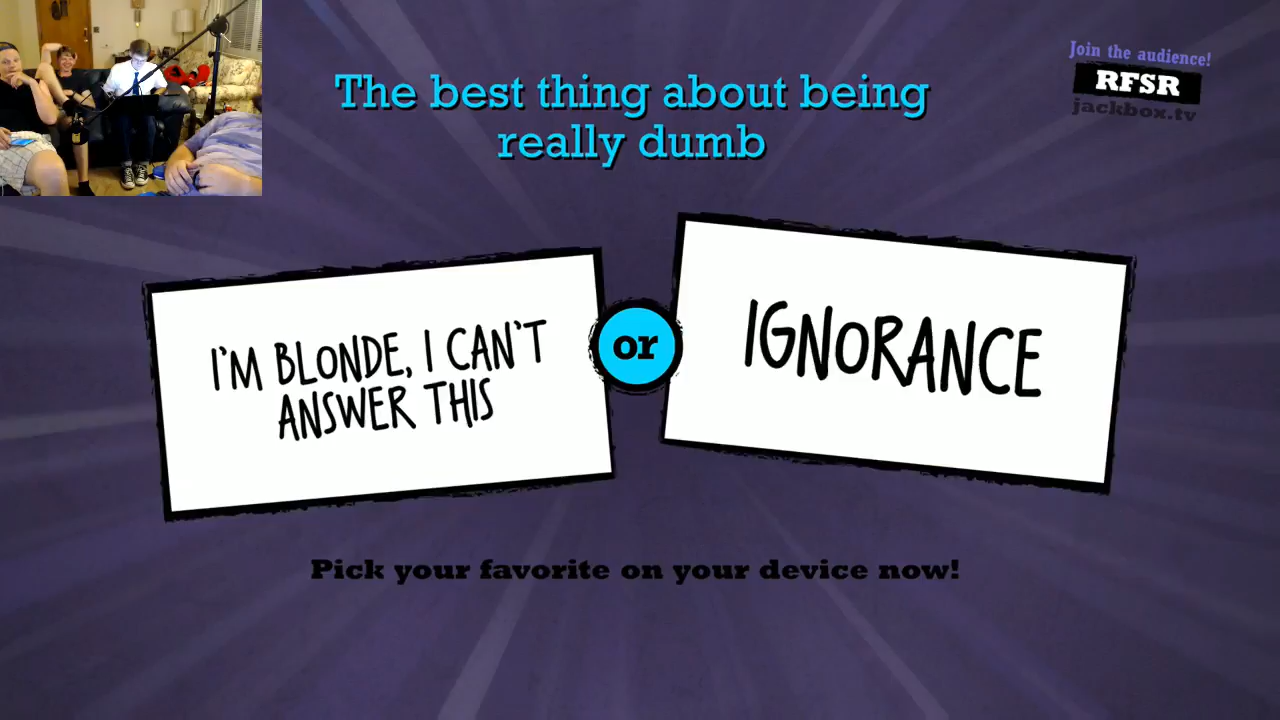 Join the audience!
RFSR
jackbox.tv
The best thing about being
really dumb
I'M BLONDE, I CAN'T
ANSWER THIS
or
IGNORANCE
Pick your favorite on your device now!